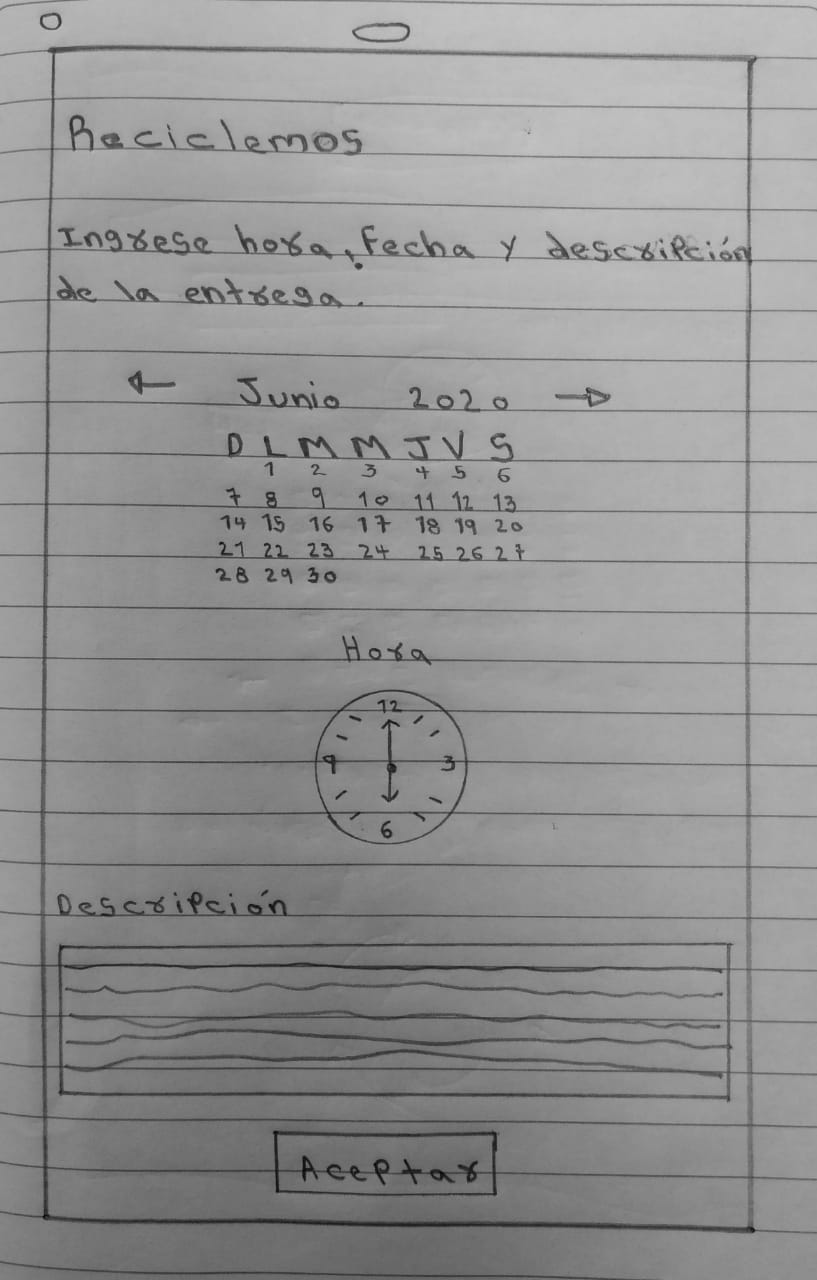 Reciclemos
Ingrese hora, fecha y descripción
de la entrega.
← Junio 2020 →
D L M M J V S
1 2 3 4 5 6
7 8 9 10 11 12 13
14 15 16 17 18 19 20
21 22 23 24 25 26 27
28 29 30
Hora
12
9 3
6
Descripción
Aceptar